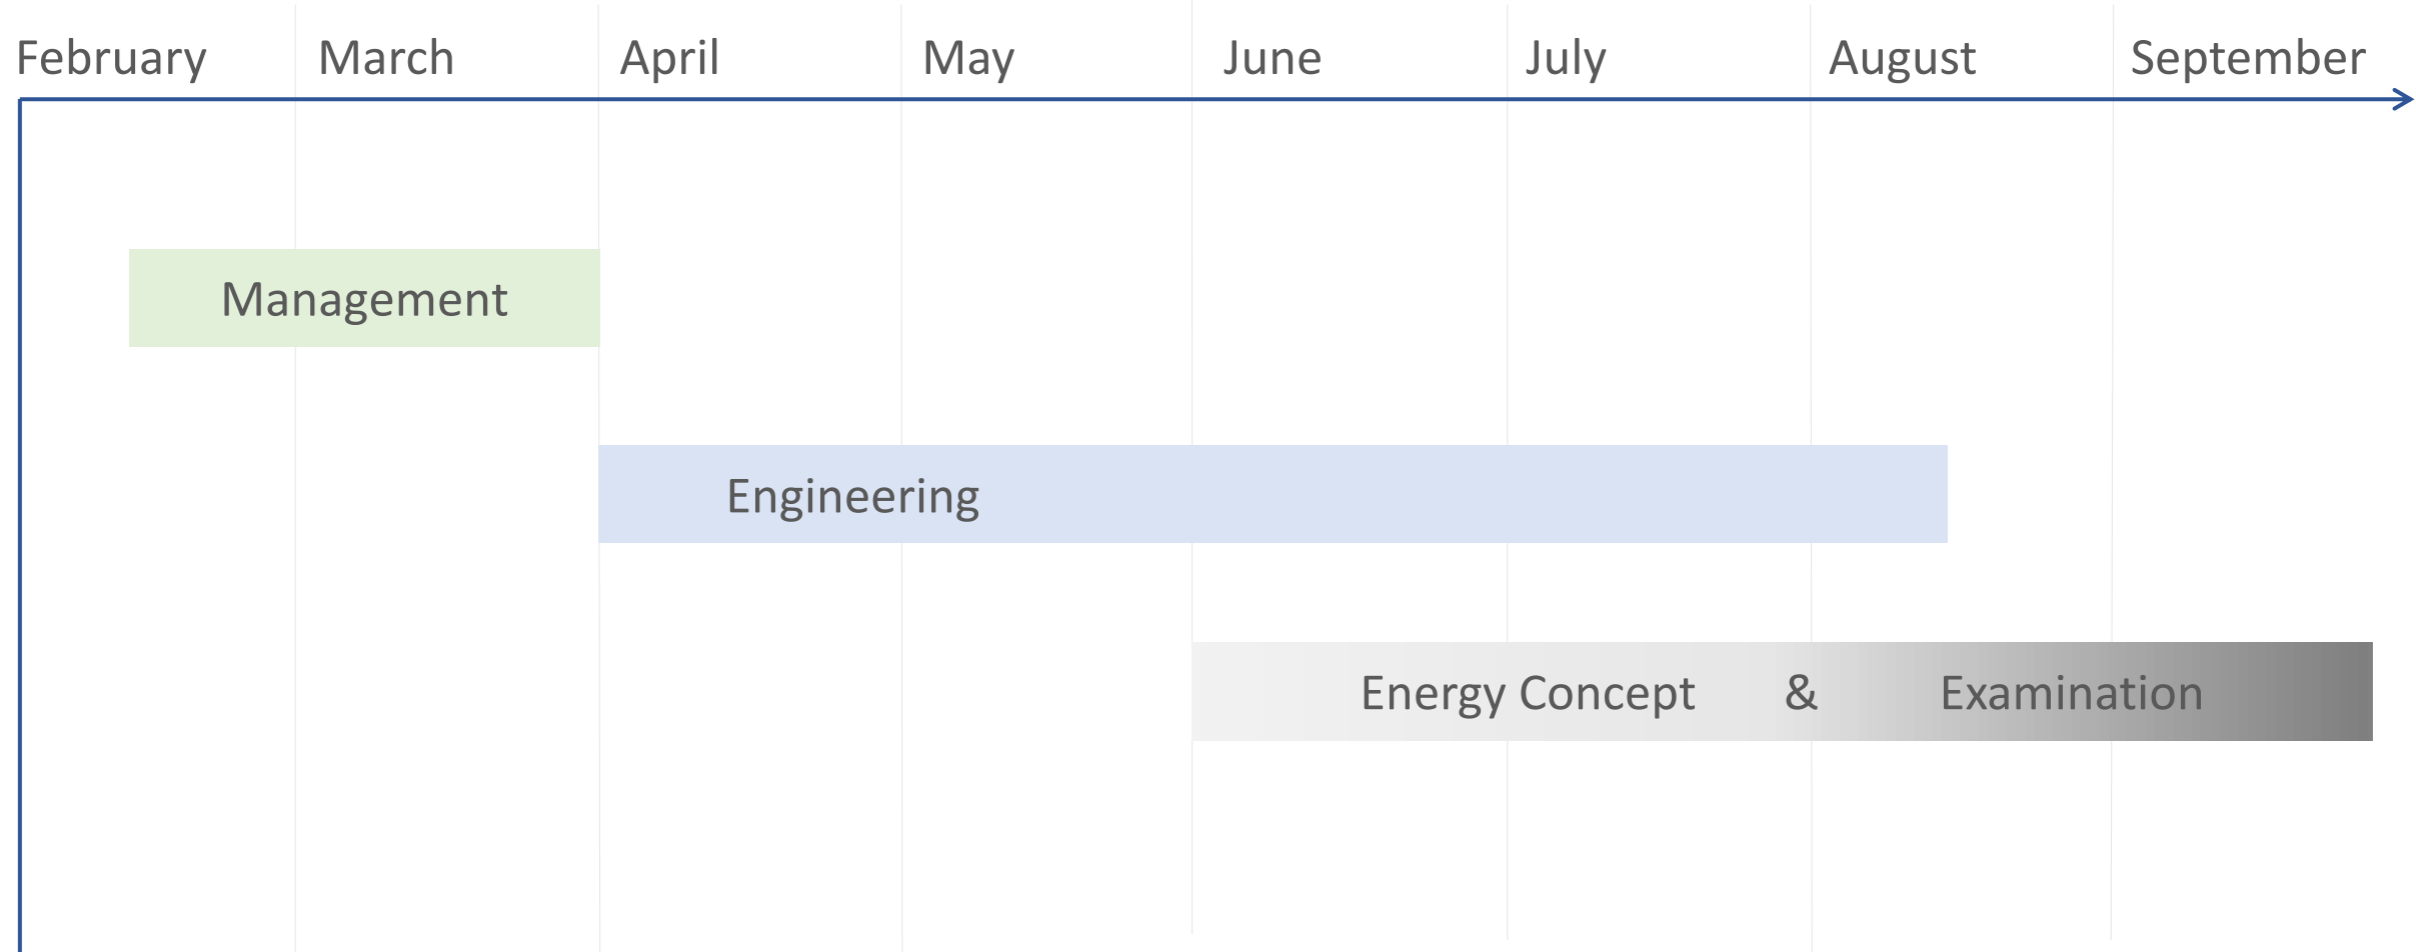 February March April May June July August September
Management
Engineering
Energy Concept & Examination